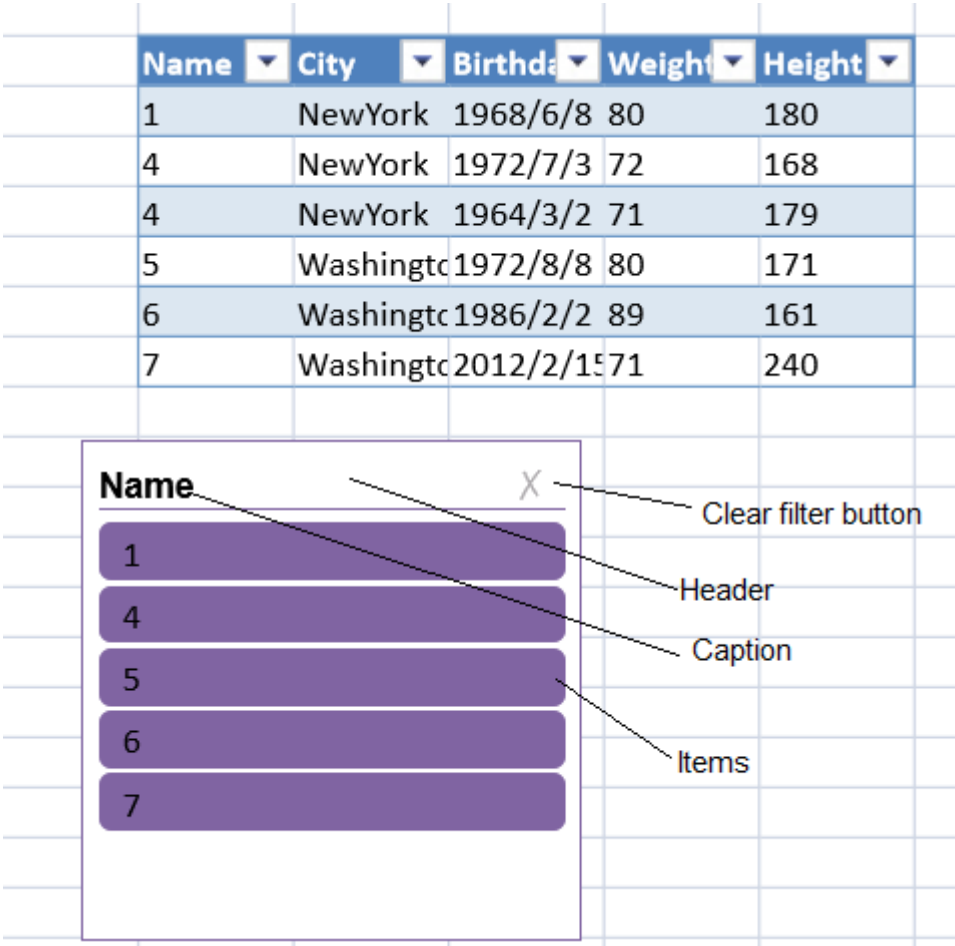 Name City Birthda Weight Height
1 NewYork 1968/6/8 80 180
4 NewYork 1972/7/3 72 168
4 NewYork 1964/3/2 71 179
5 Washingto 1972/8/8 80 171
6 Washingto 1986/2/2 89 161
7 Washingto 2012/2/15 71 240
Name X
Clear filter button
1
Header
4
Caption
5
Items
6
7